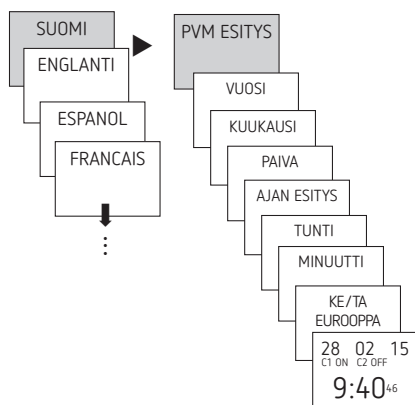 SUOMI
ENGLANTI
ESPANOL
FRANCAIS
PVM ESITYS
VUOSI
KUUKAUSI
PAIVA
AJAN ESITYS
TUNTI
MINUUTTI
KE/TA
EUROOPPA
28 02 15
C1 ON C2 OFF
9:40 46